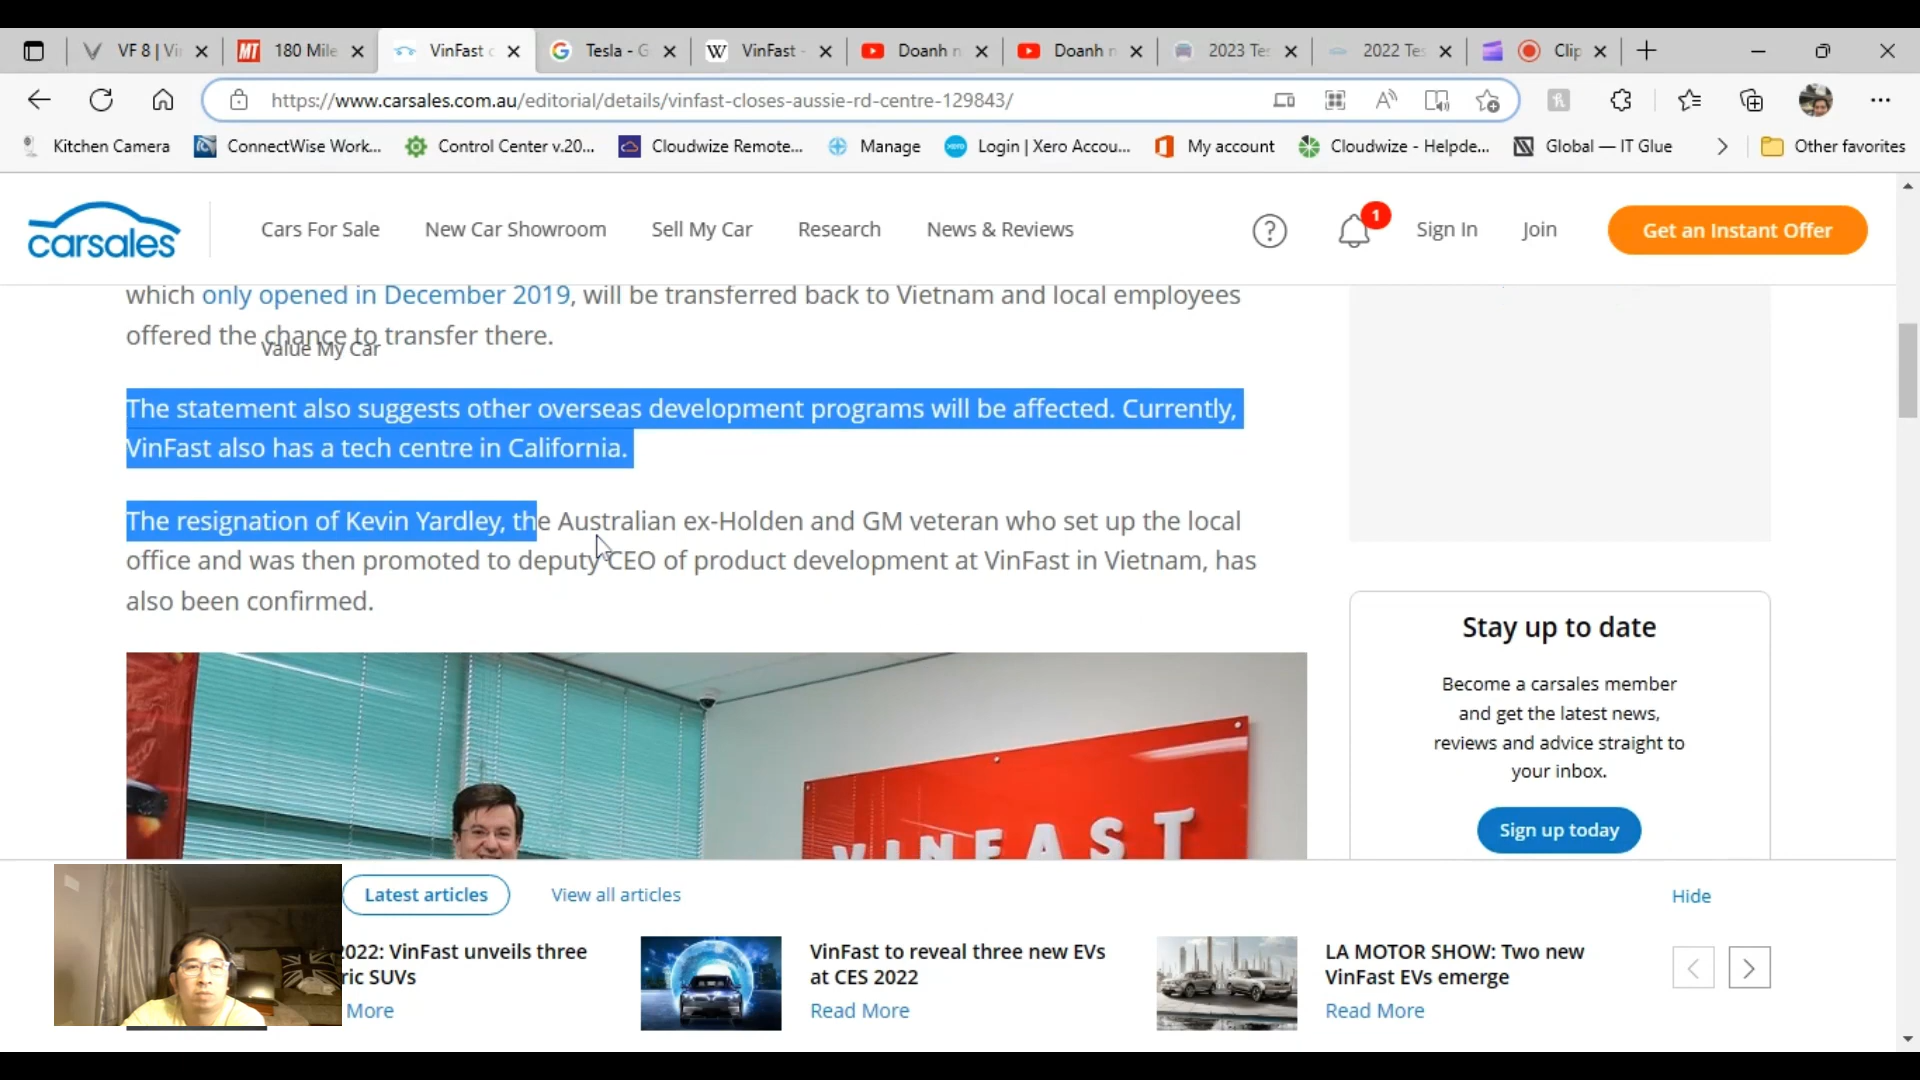 VF 8 | Vi
180 Mile
VinFast c
Tesla - G
VinFast -
Doanh n
Doanh n
2023 Te
2022 Tes
Clip
https://www.carsales.com.au/editorial/details/vinfast-closes-aussie-rd-centre-129843/
Kitchen Camera
ConnectWise Work...
Control Center v.20...
Cloudwize Remote...
Manage
Login | Xero Accou...
My account
Cloudwize - Helpde...
Global — IT Glue
Other favorites
carsales
Cars For Sale
New Car Showroom
Sell My Car
Research
News & Reviews
1
Sign In
Join
Get an Instant Offer
Value My Car
which only opened in December 2019, will be transferred back to Vietnam and local employees
offered the chance to transfer there.
The statement also suggests other overseas development programs will be affected. Currently,
VinFast also has a tech centre in California.
The resignation of Kevin Yardley, the Australian ex-Holden and GM veteran who set up the local
office and was then promoted to deputy CEO of product development at VinFast in Vietnam, has
also been confirmed.
VINFAST
Stay up to date
Become a carsales member
and get the latest news,
reviews and advice straight to
your inbox.
Sign up today
Latest articles
View all articles
Hide
2022: VinFast unveils three
ric SUVs
More
VinFast to reveal three new EVs
at CES 2022
Read More
LA MOTOR SHOW: Two new
VinFast EVs emerge
Read More